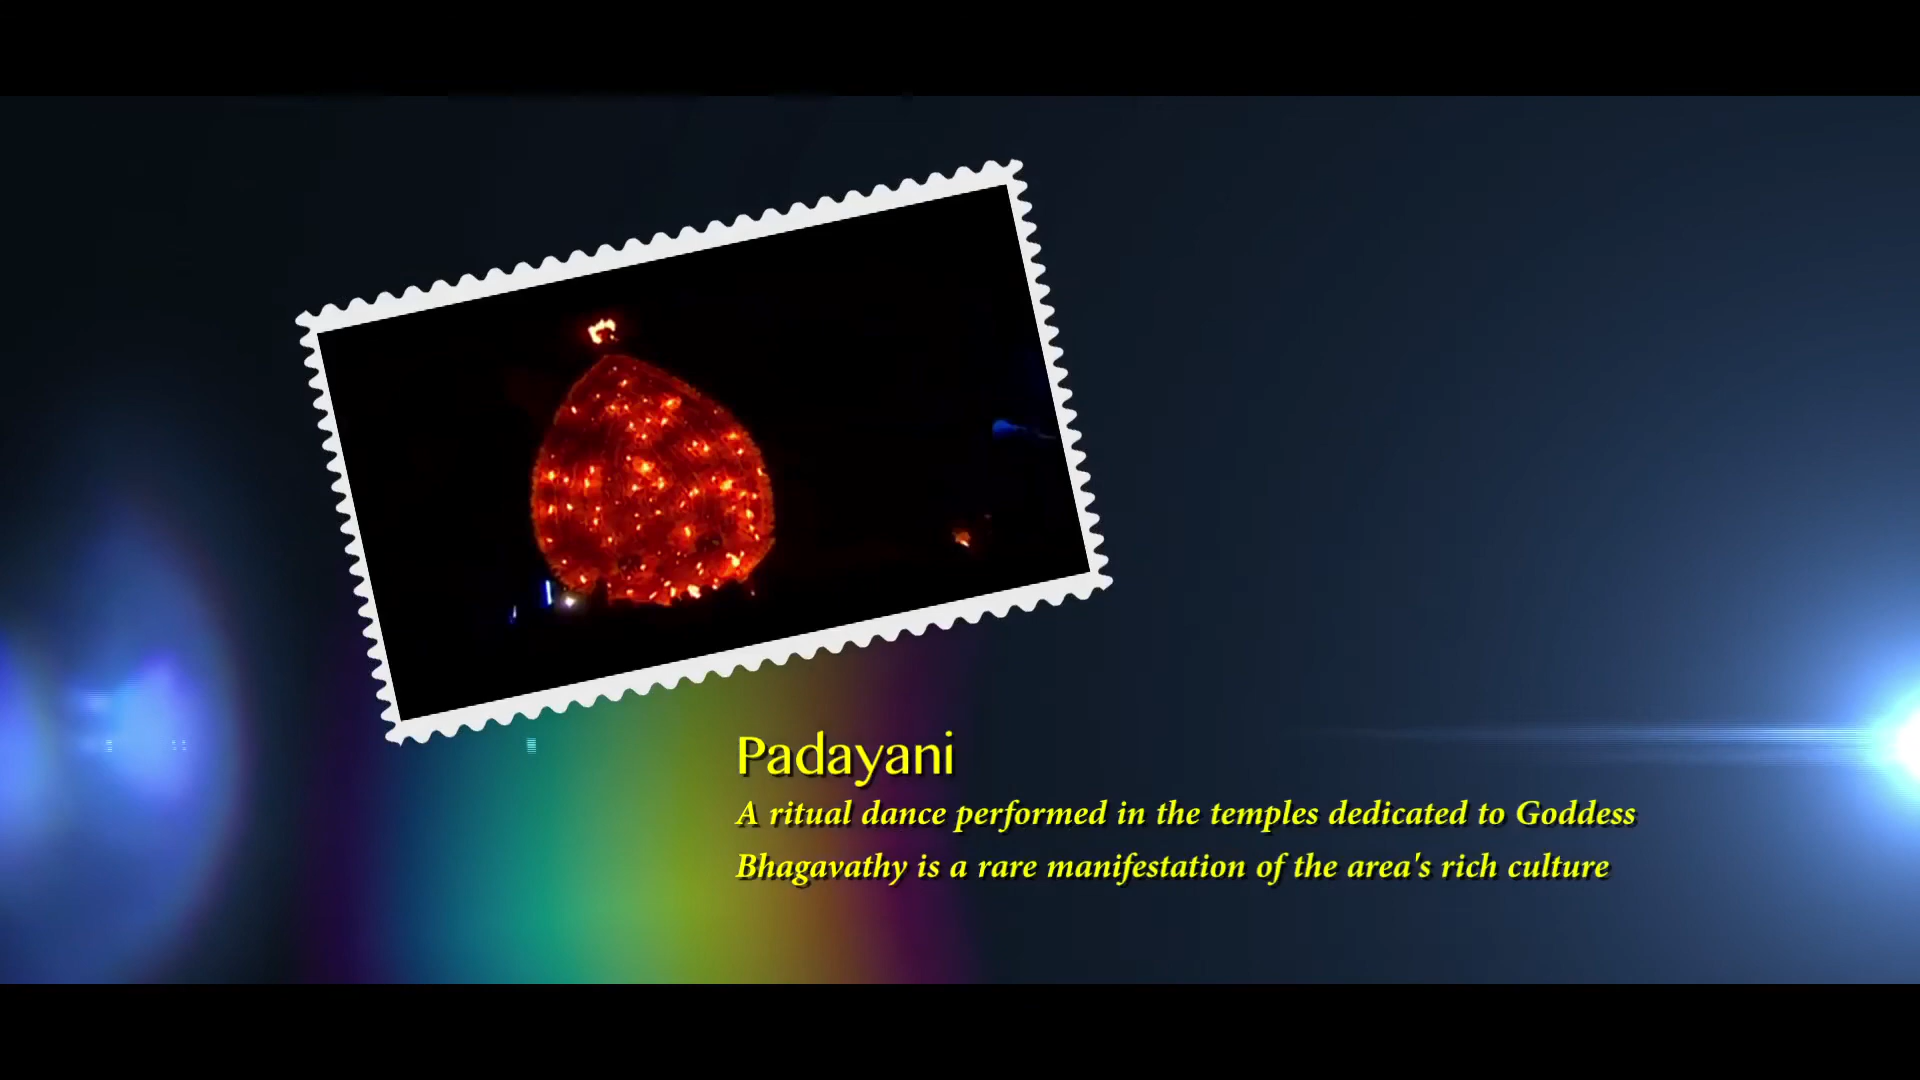 Padayani
A ritual dance performed in the temples dedicated to Goddess
Bhagavathy is a rare manifestation of the area's rich culture